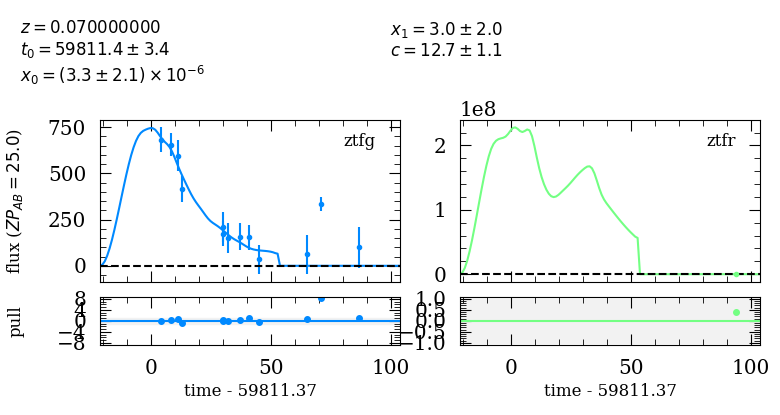 z = 0.070000000
t₀ = 59811.4 ± 3.4
x₀ = (3.3 ± 2.1) × 10⁻⁶
x₁ = 3.0 ± 2.0
c = 12.7 ± 1.1
1e8
750
500
250
0
flux (ZP_AB = 25.0)
ztfg
2
1
0
ztfr
8
4
0
−4
−8
pull
1.0
0.5
0.0
−0.5
−1.0
0 50 100
0 50 100
time - 59811.37
time - 59811.37